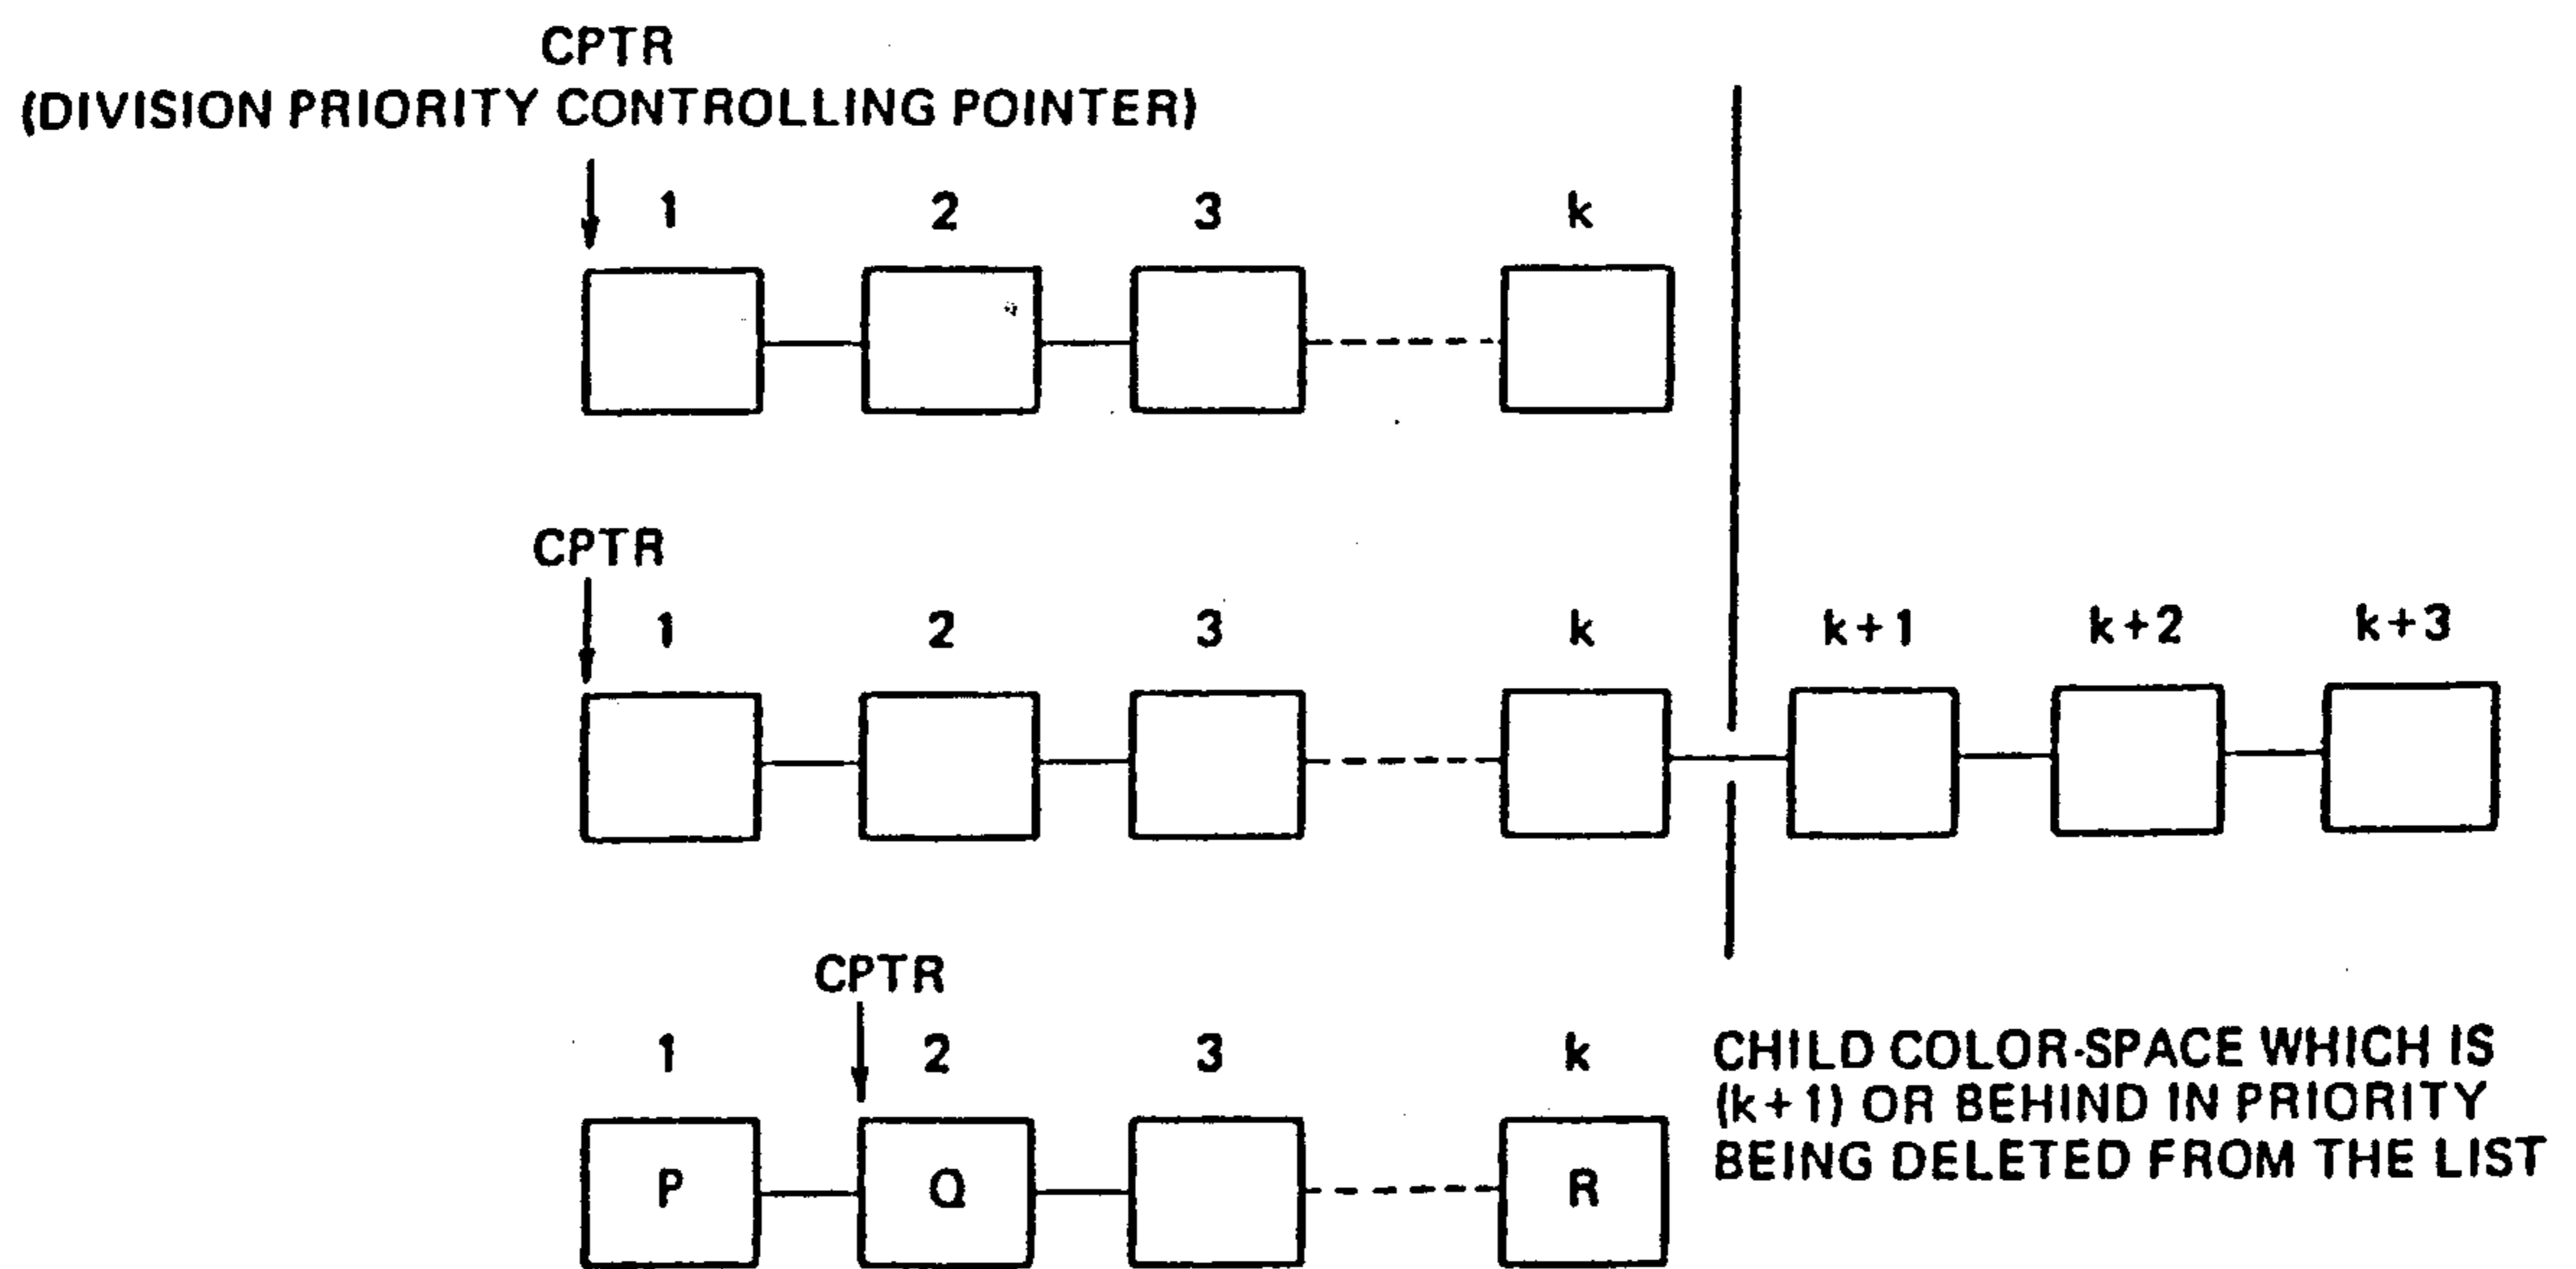 CPTR
(DIVISION PRIORITY CONTROLLING POINTER)
1 2 3 k
CPTR
1 2 3 k k+1 k+2 k+3
CPTR
1 2 3 k
P Q R
CHILD COLOR-SPACE WHICH IS
(k+1) OR BEHIND IN PRIORITY
BEING DELETED FROM THE LIST